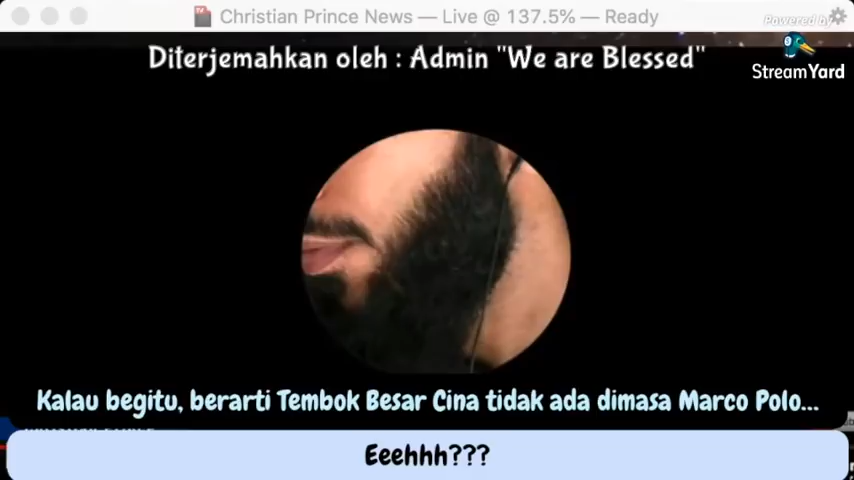 Christian Prince News — Live @ 137.5% — Ready
Powered by
StreamYard
Diterjemahkan oleh : Admin "We are Blessed"
Kalau begitu, berarti Tembok Besar Cina tidak ada dimasa Marco Polo...
Eeehhh???